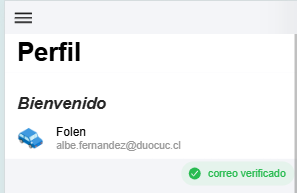 Perfil
Bienvenido
Folen
albe.fernandez@duocuc.cl
correo verificado